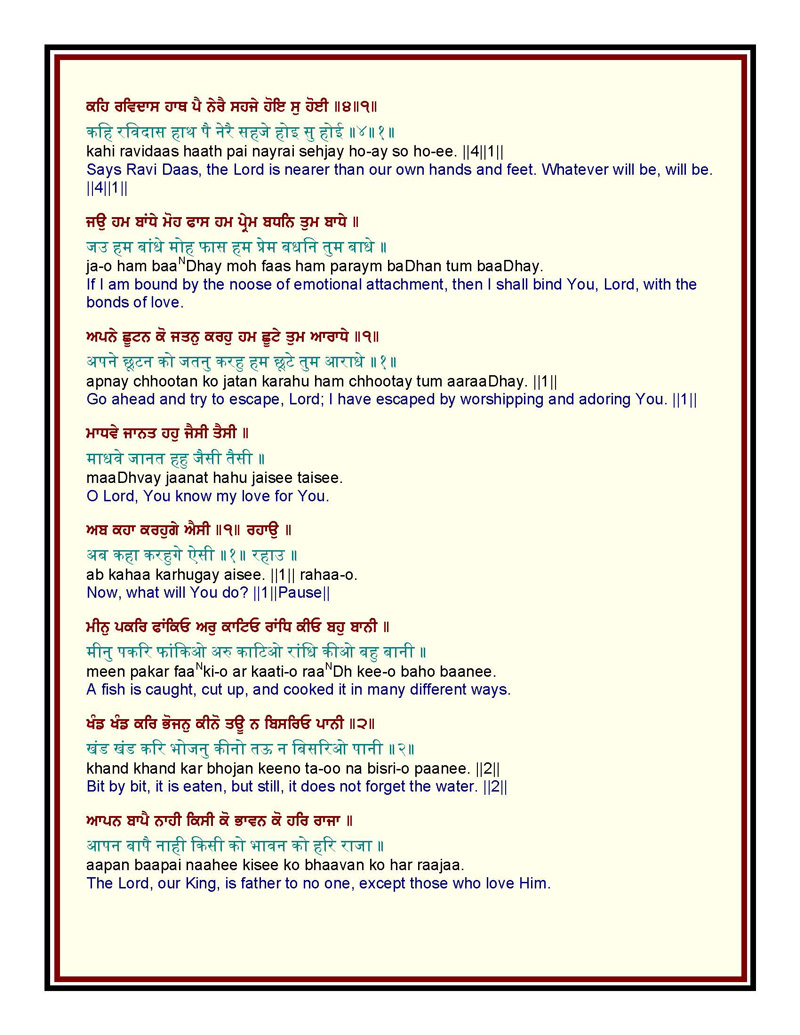 ਕਹਿ ਰਵਿਦਾਸ ਹਾਥ ਪੈ ਨੇਰੈ ਸਹਜੇ ਹੋਇ ਸੁ ਹੋਈ ॥੪॥੧॥
कहि रविदास हाथ पै नेरै सहजे होइ सु होई ॥४॥१॥
kahi ravidaas haath pai nayrai sehjay ho-ay so ho-ee. ||4||1||
Says Ravi Daas, the Lord is nearer than our own hands and feet. Whatever will be, will be.
||4||1||
ਜਉ ਹਮ ਬਾਂਧੇ ਮੋਹ ਫਾਸ ਹਮ ਪ੍ਰੇਮ ਬਧਨਿ ਤੁਮ ਬਾਧੇ ॥
जउ हम बांधे मोह फास हम प्रेम बधनि तुम बाधे ॥
ja-o ham baaNDhay moh faas ham paraym baDhan tum baaDhay.
If I am bound by the noose of emotional attachment, then I shall bind You, Lord, with the
bonds of love.
ਅਪਨੇ ਛੂਟਨ ਕੋ ਜਤਨੁ ਕਰਹੁ ਹਮ ਛੂਟੇ ਤੁਮ ਆਰਾਧੇ ॥੧॥
अपने छूटन को जतनु करहु हम छूटे तुम आराधे ॥१॥
apnay chhootan ko jatan karahu ham chhootay tum aaraaDhay. ||1||
Go ahead and try to escape, Lord; I have escaped by worshipping and adoring You. ||1||
ਮਾਧਵੇ ਜਾਨਤ ਹਹੁ ਜੈਸੀ ਤੈਸੀ ॥
माधवे जानत हहु जैसी तैसी ॥
maaDhvay jaanat hahu jaisee taisee.
O Lord, You know my love for You.
ਅਬ ਕਹਾ ਕਰਹੁਗੇ ਐਸੀ ॥੧॥ ਰਹਾਉ ॥
अब कहा करहुगे ऐसी ॥१॥ रहाउ ॥
ab kahaa karhugay aisee. ||1|| rahaa-o.
Now, what will You do? ||1||Pause||
ਮੀਨੁ ਪਕਰਿ ਫਾਂਕਿਓ ਅਰੁ ਕਾਟਿਓ ਰਾਂਧਿ ਕੀਓ ਬਹੁ ਬਾਨੀ ॥
मीनु पकरि फांकिओ अरु काटिओ रांधि कीओ बहु बानी ॥
meen pakar faaNki-o ar kaati-o raaNDh kee-o baho baanee.
A fish is caught, cut up, and cooked it in many different ways.
ਖੰਡ ਖੰਡ ਕਰਿ ਭੋਜਨੁ ਕੀਨੋ ਤਊ ਨ ਬਿਸਰਿਓ ਪਾਨੀ ॥੨॥
खंड खंड करि भोजनु कीनो तऊ न बिसरिओ पानी ॥२॥
khand khand kar bhojan keeno ta-oo na bisri-o paanee. ||2||
Bit by bit, it is eaten, but still, it does not forget the water. ||2||
ਆਪਨ ਬਾਪੈ ਨਾਹੀ ਕਿਸੀ ਕੋ ਭਾਵਨ ਕੋ ਹਰਿ ਰਾਜਾ ॥
आपन बापै नाही किसी को भावन को हरि राजा ॥
aapan baapai naahee kisee ko bhaavan ko har raajaa.
The Lord, our King, is father to no one, except those who love Him.